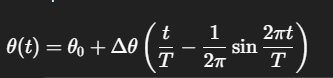 θ(t) = θ₀ + Δθ ( t/T − 1/2π sin 2πt/T )